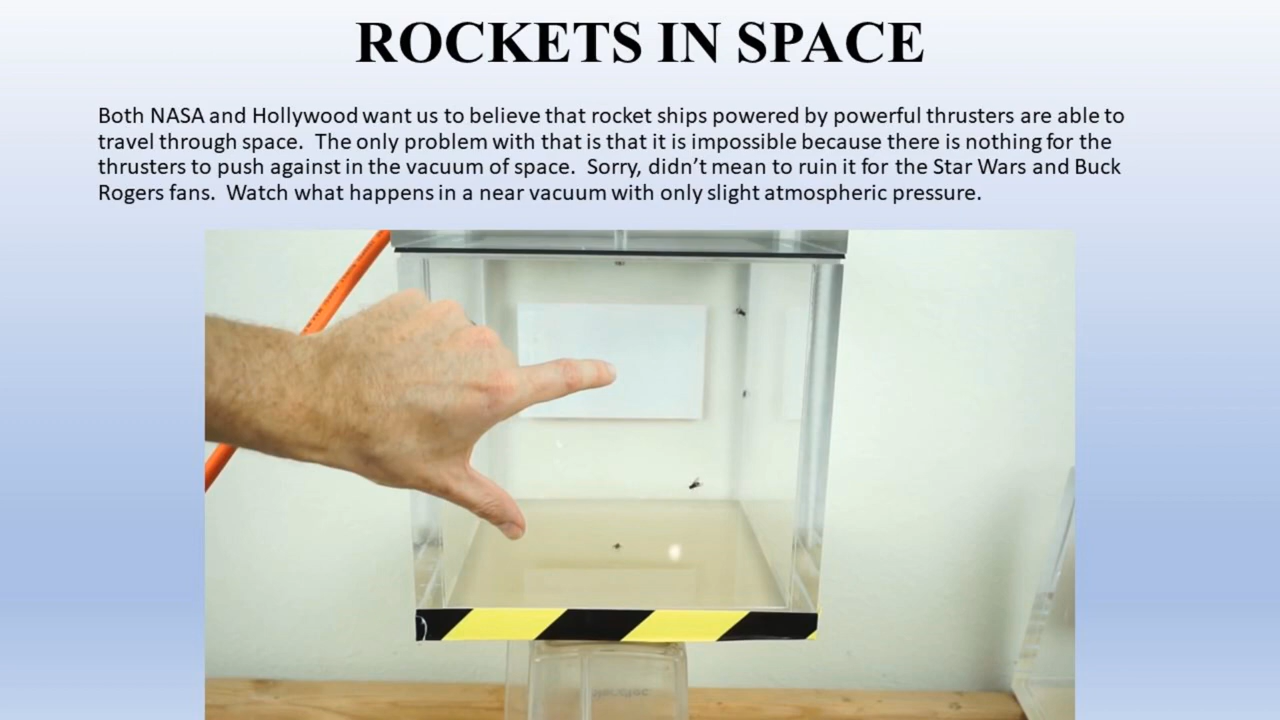 ROCKETS IN SPACE
Both NASA and Hollywood want us to believe that rocket ships powered by powerful thrusters are able to
travel through space.  The only problem with that is that it is impossible because there is nothing for the
thrusters to push against in the vacuum of space.  Sorry, didn’t mean to ruin it for the Star Wars and Buck
Rogers fans.  Watch what happens in a near vacuum with only slight atmospheric pressure.